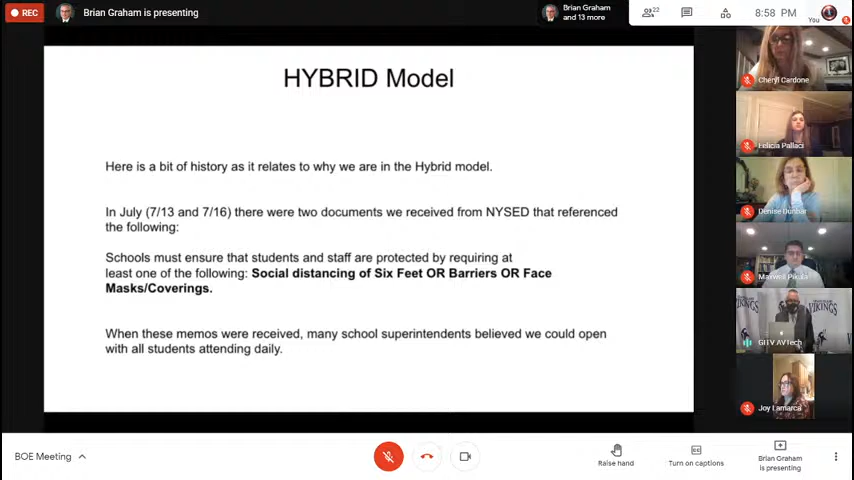 REC
Brian Graham is presenting
Brian Graham
and 13 more
22
8:58 PM
You
HYBRID Model
Here is a bit of history as it relates to why we are in the Hybrid model.
In July (7/13 and 7/16) there were two documents we received from NYSED that referenced
the following:
Schools must ensure that students and staff are protected by requiring at
least one of the following: Social distancing of Six Feet OR Barriers OR Face
Masks/Coverings.
When these memos were received, many school superintendents believed we could open
with all students attending daily.
Cheryl Cardone
Felicia Pallaci
Denise Dunbar
Maxwell Pikula
VIKINGS
GITV AVTech
Joy Lamarca
BOE Meeting
Raise hand
Turn on captions
Brian Graham
is presenting